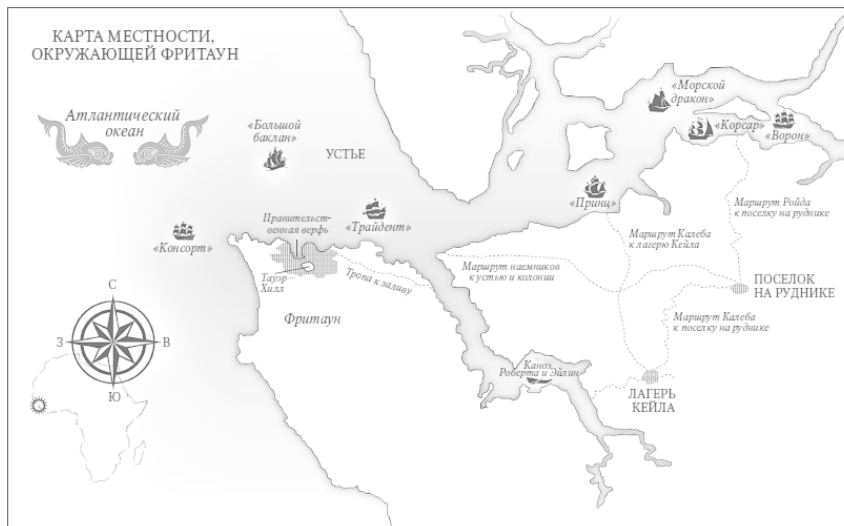 КАРТА МЕСТНОСТИ,
ОКРУЖАЮЩЕЙ ФРИТАУН
Атлантический
океан
«Большой
баклан»
УСТЬЕ
«Морской
дракон»
«Корсар»
«Ворон»
«Принц»
«Трайдент»
«Консорт»
Правительст-
венная верфь
Тауэр
Хилл
Тропа к заливу
Фритаун
Маршрут наемников
к устью и колонии
Маршрут Калеба
к лагерю Кейла
Маршрут Ройда
к поселку на руднике
ПОСЕЛОК
НА РУДНИКЕ
Маршрут Калеба
к поселку на руднике
Каноэ
Роберта и Эйлин
ЛАГЕРЬ
КЕЙЛА
С
З
В
Ю